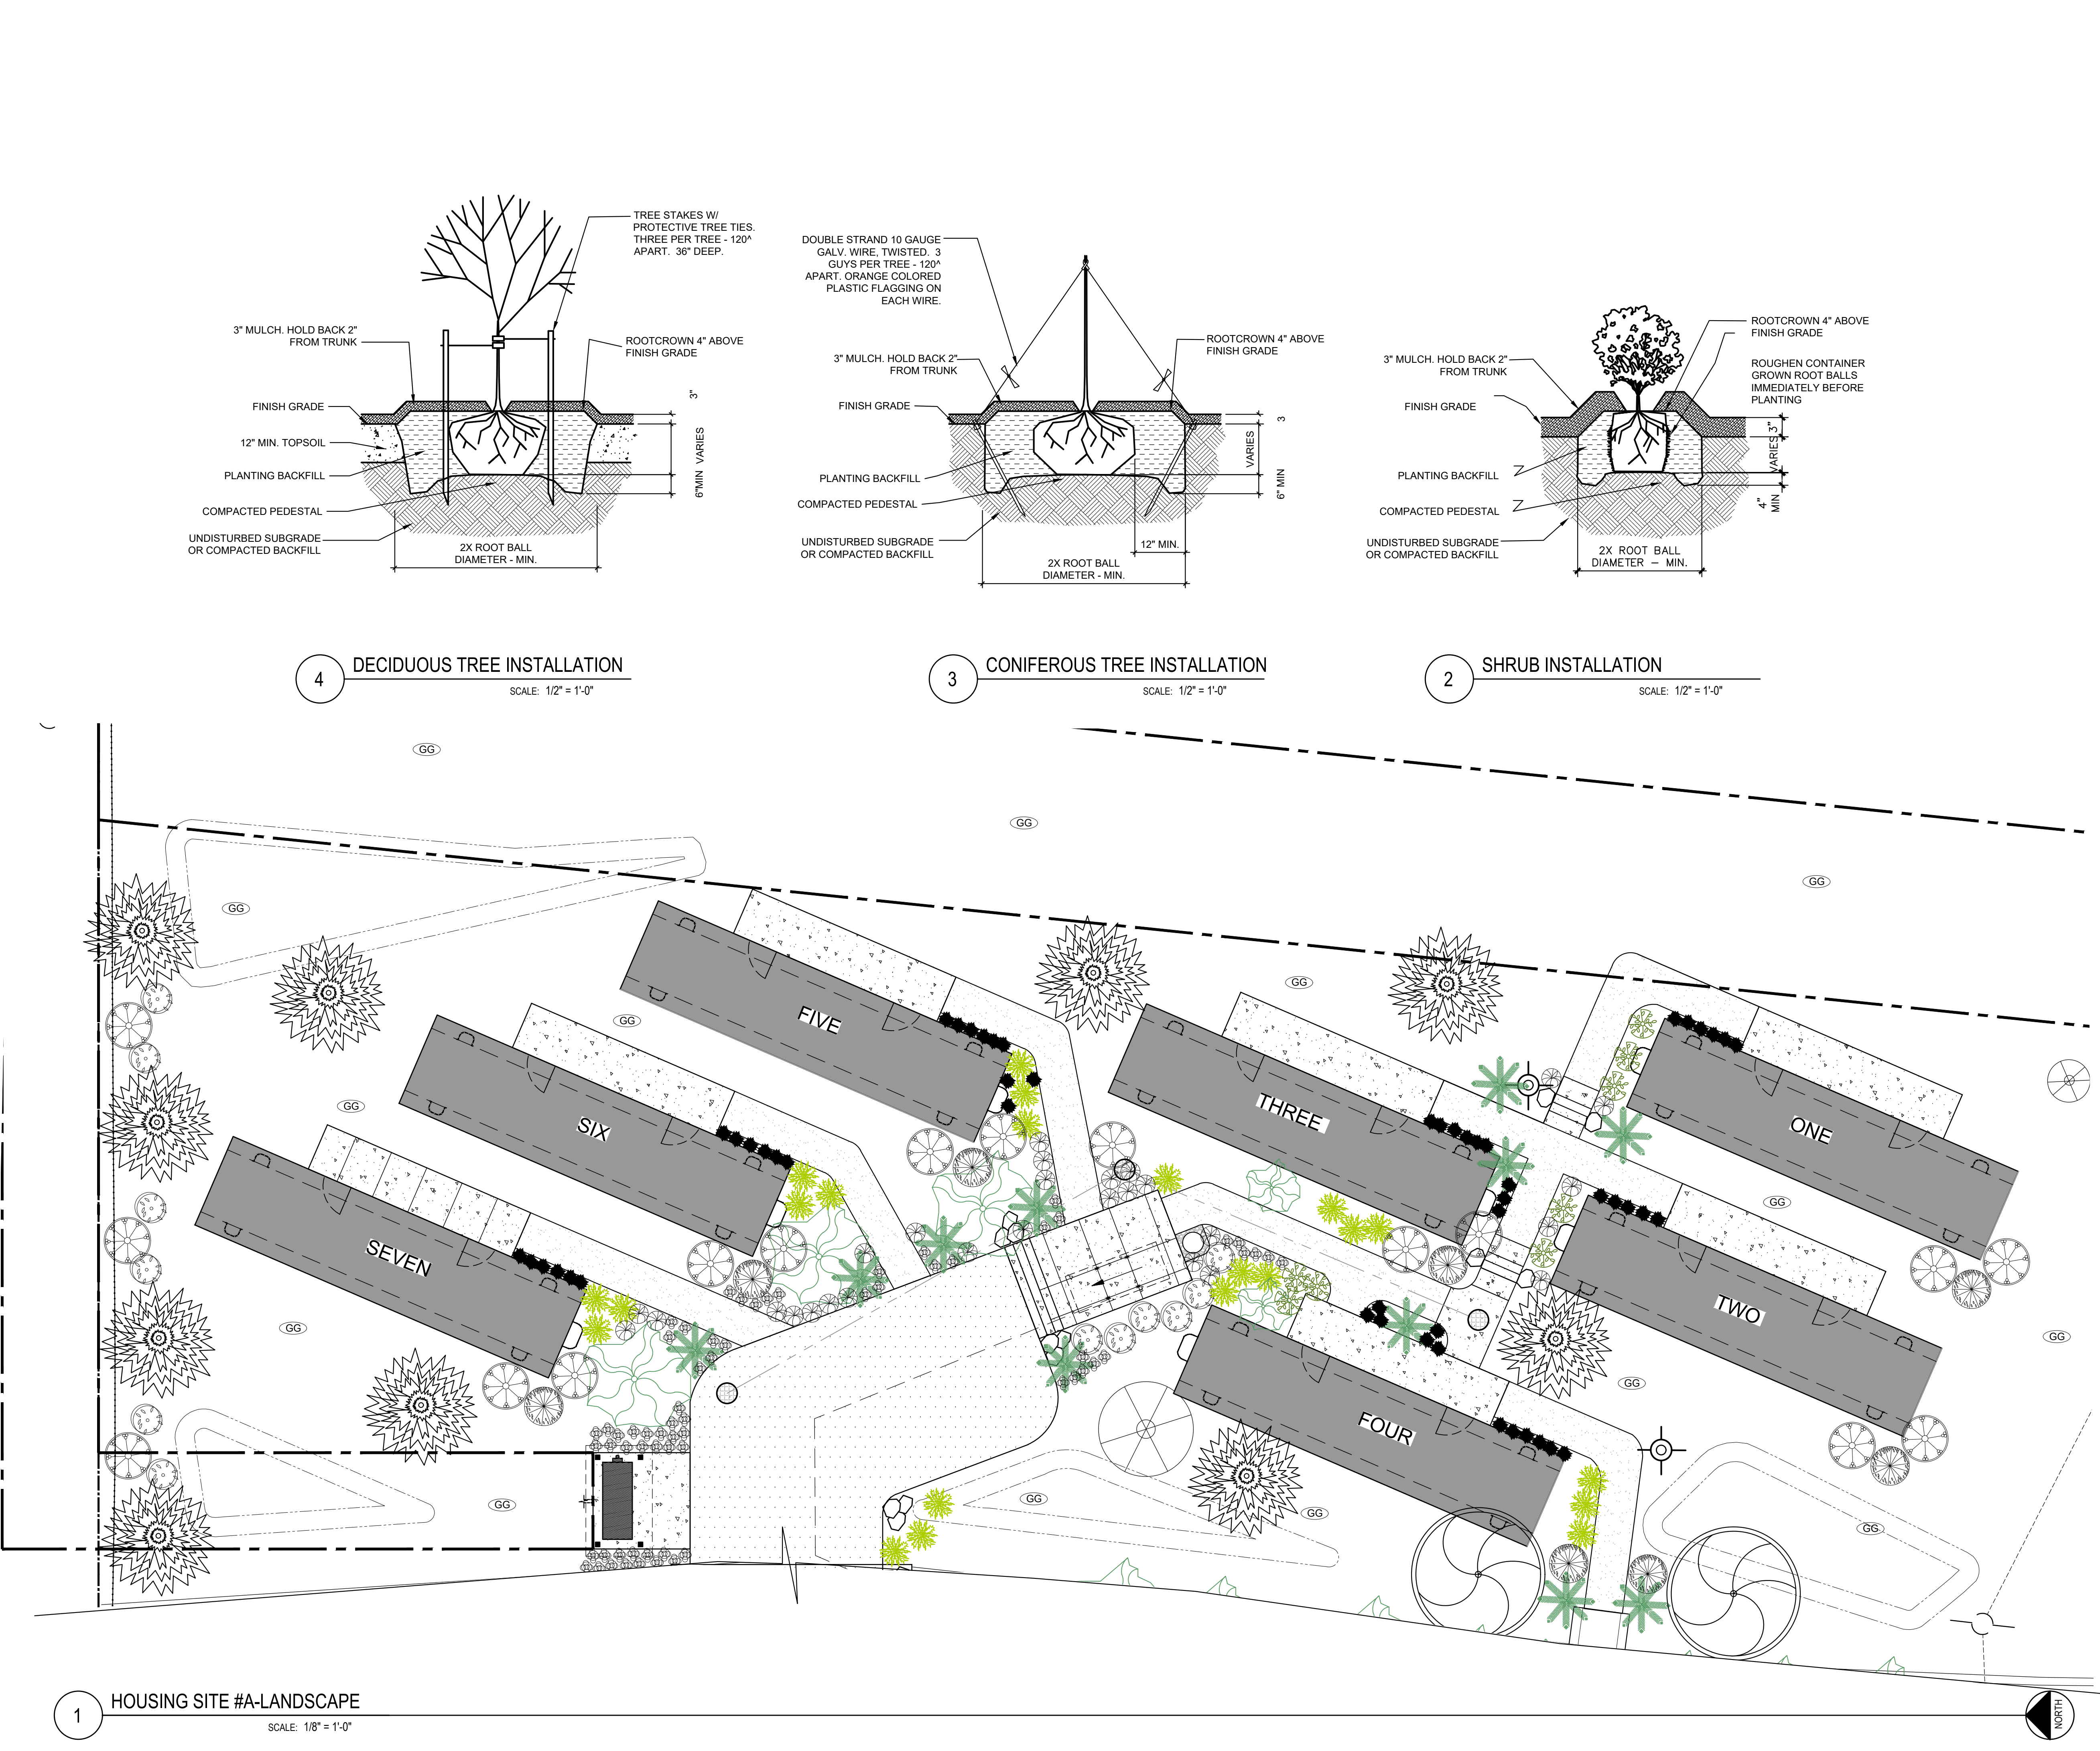 TREE STAKES W/
PROTECTIVE TREE TIES.
THREE PER TREE - 120^
APART. 36" DEEP.
3" MULCH. HOLD BACK 2"
FROM TRUNK
ROOTCROWN 4" ABOVE
FINISH GRADE
FINISH GRADE
12" MIN. TOPSOIL
PLANTING BACKFILL
COMPACTED PEDESTAL
UNDISTURBED SUBGRADE
OR COMPACTED BACKFILL
2X ROOT BALL
DIAMETER - MIN.
3"
VARIES
6"MIN
4
DECIDUOUS TREE INSTALLATION
SCALE: 1/2" = 1'-0"
DOUBLE STRAND 10 GAUGE
GALV. WIRE, TWISTED. 3
GUYS PER TREE - 120^
APART. ORANGE COLORED
PLASTIC FLAGGING ON
EACH WIRE.
3" MULCH. HOLD BACK 2"
FROM TRUNK
ROOTCROWN 4" ABOVE
FINISH GRADE
FINISH GRADE
PLANTING BACKFILL
COMPACTED PEDESTAL
UNDISTURBED SUBGRADE
OR COMPACTED BACKFILL
12" MIN.
2X ROOT BALL
DIAMETER - MIN.
3
VARIES
6" MIN
3
CONIFEROUS TREE INSTALLATION
SCALE: 1/2" = 1'-0"
ROOTCROWN 4" ABOVE
FINISH GRADE
3" MULCH. HOLD BACK 2"
FROM TRUNK
ROUGHEN CONTAINER
GROWN ROOT BALLS
IMMEDIATELY BEFORE
PLANTING
FINISH GRADE
PLANTING BACKFILL
COMPACTED PEDESTAL
UNDISTURBED SUBGRADE
OR COMPACTED BACKFILL
2X ROOT BALL
DIAMETER - MIN.
3"
VARIES
4"
MIN
2
SHRUB INSTALLATION
SCALE: 1/2" = 1'-0"
GG
GG
GG
GG
GG
GG
FIVE
GG
SIX
THREE
ONE
GG
SEVEN
TWO
GG
GG
GG
FOUR
GG
GG
GG
GG
1
HOUSING SITE #A-LANDSCAPE
SCALE: 1/8" = 1'-0"
NORTH